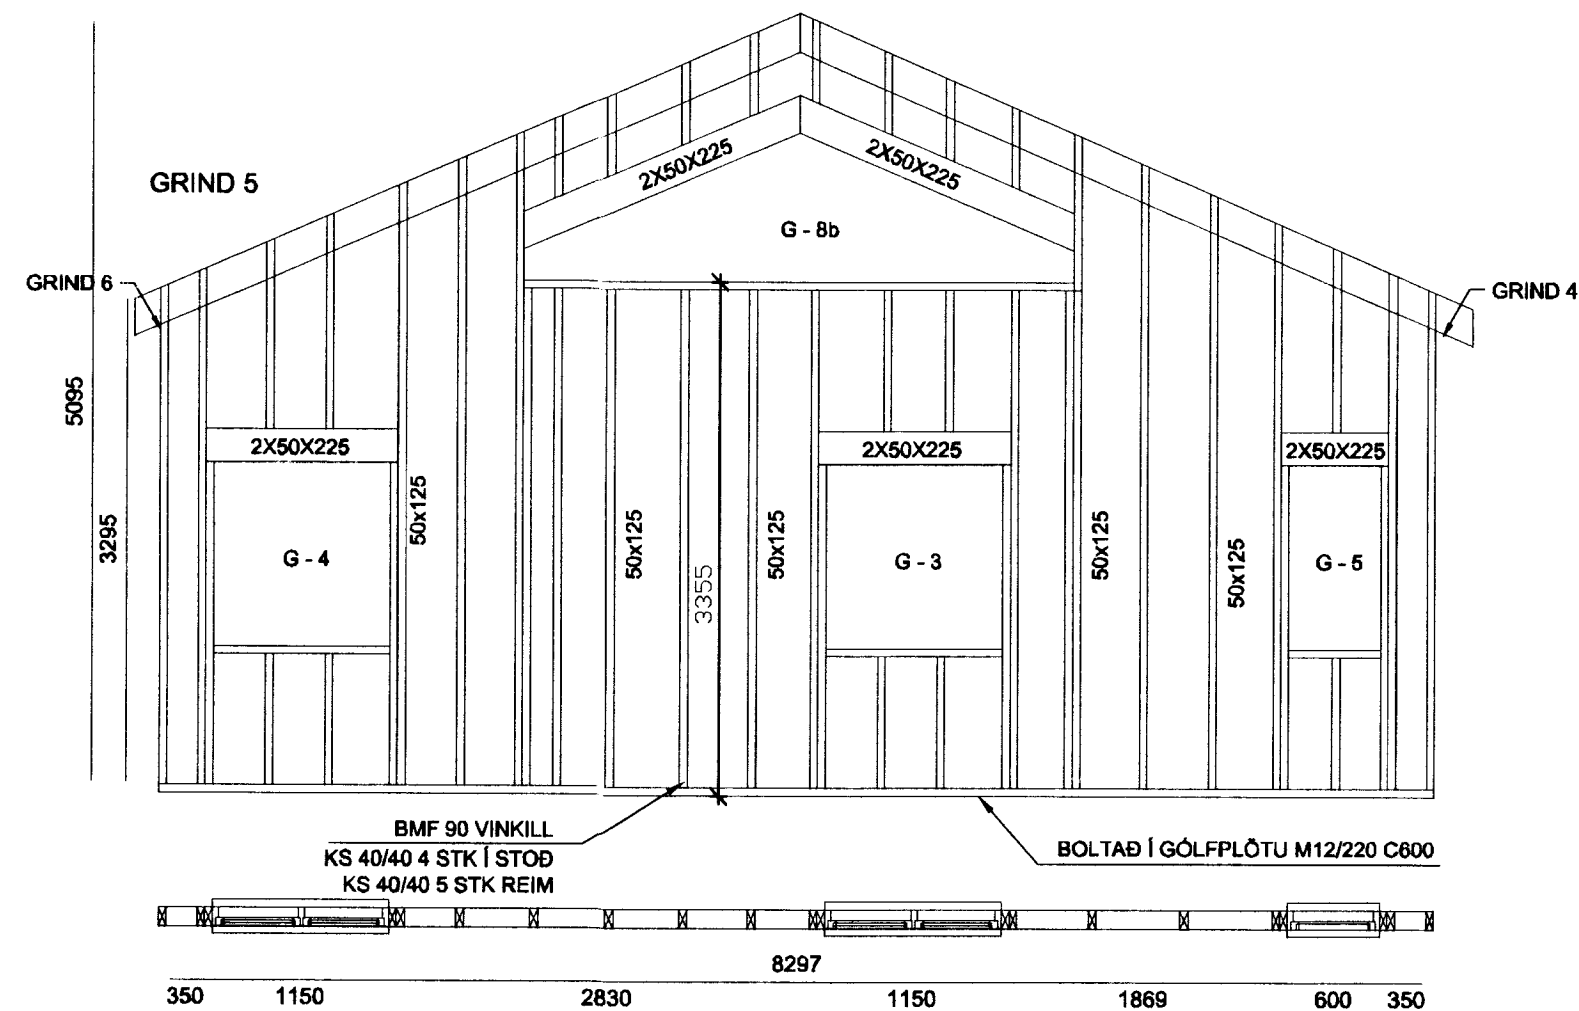 GRIND 5
2X50X225
2X50X225
G - 8b
GRIND 6
GRIND 4
5095
3295
2X50X225
2X50X225
2X50X225
50x125
50x125
50x125
50x125
50x125
3355
G - 4
G - 3
G - 5
BMF 90 VINKILL
KS 40/40 4 STK Í STOÐ
KS 40/40 5 STK REIM
BOLTAÐ Í GÓLFPLÖTU M12/220 C600
8297
350 1150 2830 1150 1869 600 350